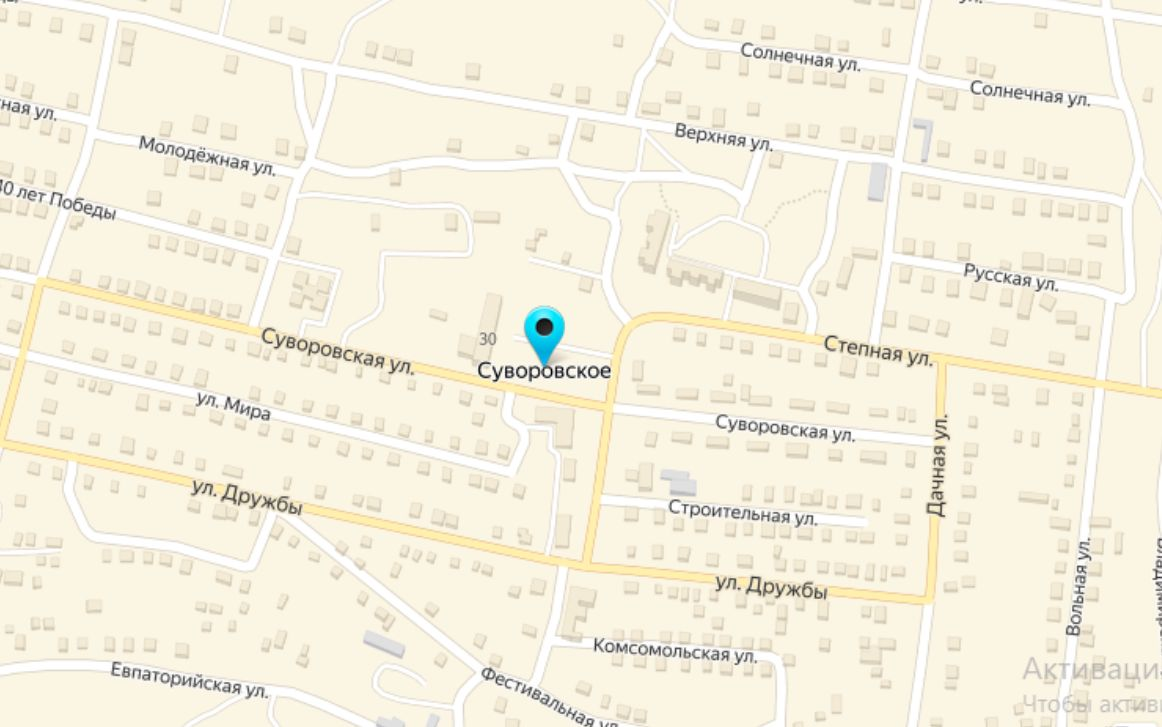 Солнечная ул.
Солнечная ул.
ная ул.
Верхняя ул.
Молодёжная ул.
40 лет Победы
Русская ул.
30
Суворовская ул.
Степная ул.
Суворовское
ул. Мира
Суворовская ул.
Дачная ул.
ул. Дружбы
Строительная ул.
ул. Дружбы
Вольная ул.
Комсомольская ул.
Евпаторийская ул.
Фестивальная ул.
Активаци
Чтобы актив